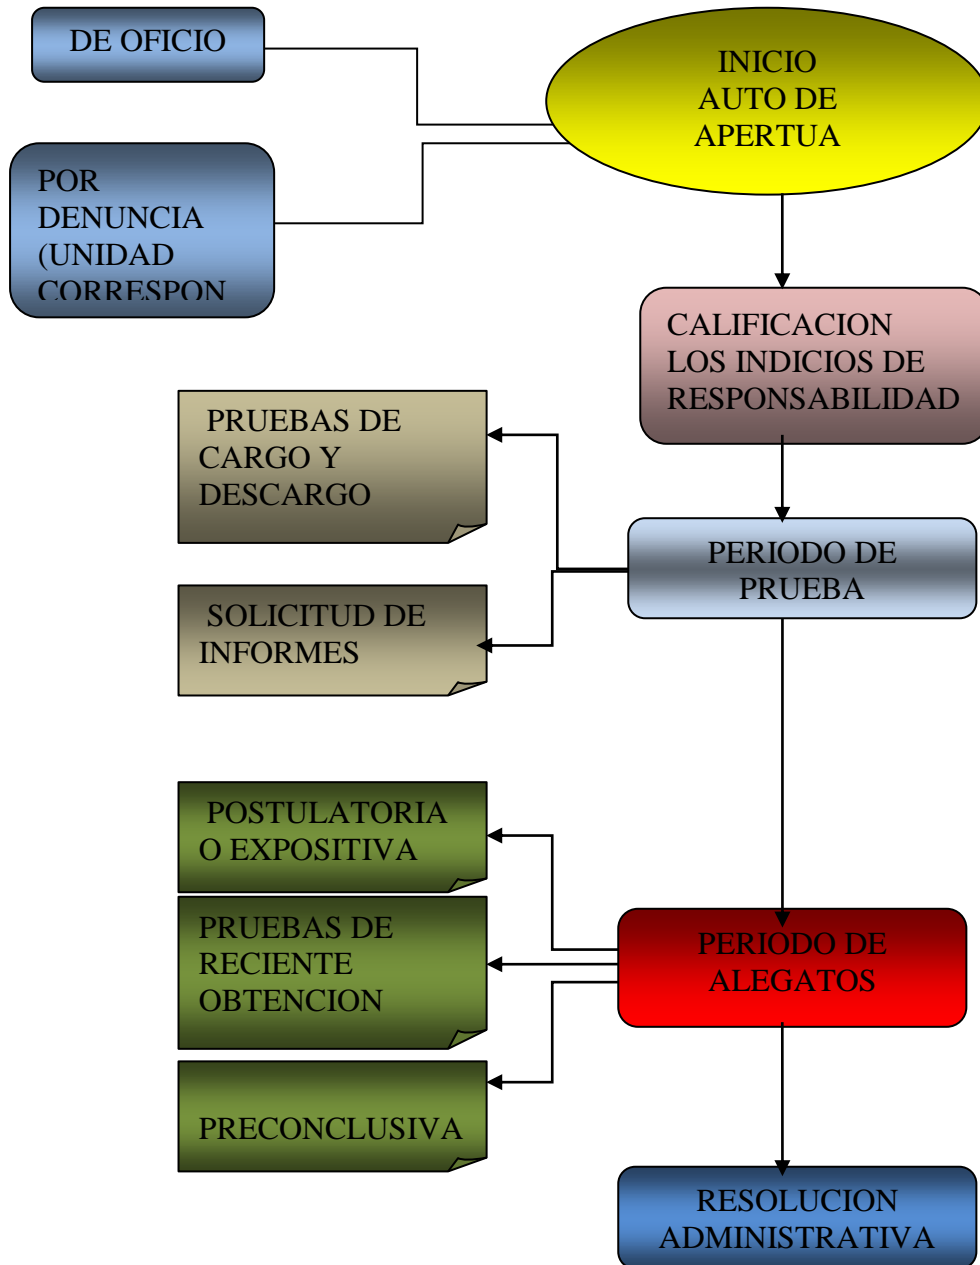 DE OFICIO
INICIO
AUTO DE
APERTUA
POR
DENUNCIA
(UNIDAD
CORRESPON
CALIFICACION
LOS INDICIOS DE
RESPONSABILIDAD
PRUEBAS DE
CARGO Y
DESCARGO
PERIODO DE
PRUEBA
SOLICITUD DE
INFORMES
POSTULATORIA
O EXPOSITIVA
PRUEBAS DE
RECIENTE
OBTENCION
PERIODO DE
ALEGATOS
PRECONCLUSIVA
RESOLUCION
ADMINISTRATIVA